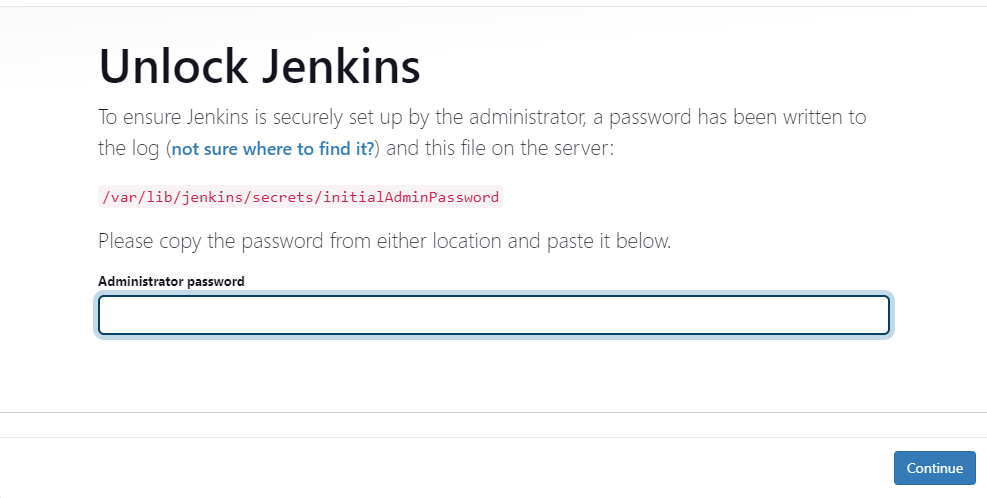 Unlock Jenkins
To ensure Jenkins is securely set up by the administrator, a password has been written to
the log (not sure where to find it?) and this file on the server:
/var/lib/jenkins/secrets/initialAdminPassword
Please copy the password from either location and paste it below.
Administrator password
Continue